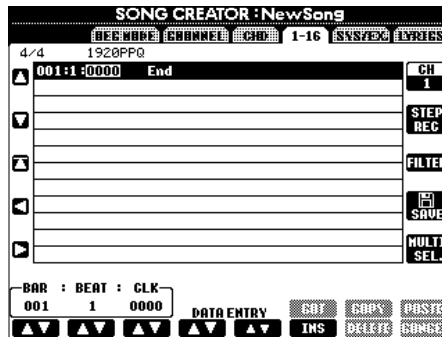 SONG CREATOR : NewSong
REC MODE CHANNEL CHD 1-16 SYS/EX. LYRICS
4/4 1920PPQ
001:1:0000 End
CH
1
STEP
REC
FILTER
SAVE
MULTI
SEL.
BAR : BEAT : CLK
001 1 0000
DATA ENTRY
CUT COPY PASTE
INS DELETE CANCEL